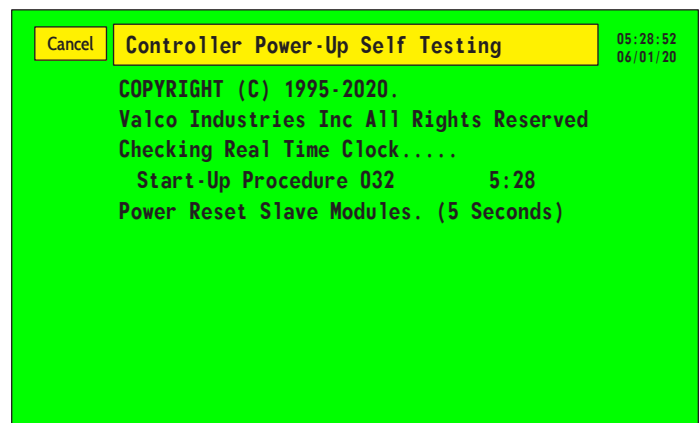 Cancel
Controller Power-Up Self Testing
05:28:52
06/01/20
COPYRIGHT (C) 1995-2020.
Valco Industries Inc All Rights Reserved
Checking Real Time Clock.....
Start-Up Procedure 032 5:28
Power Reset Slave Modules. (5 Seconds)